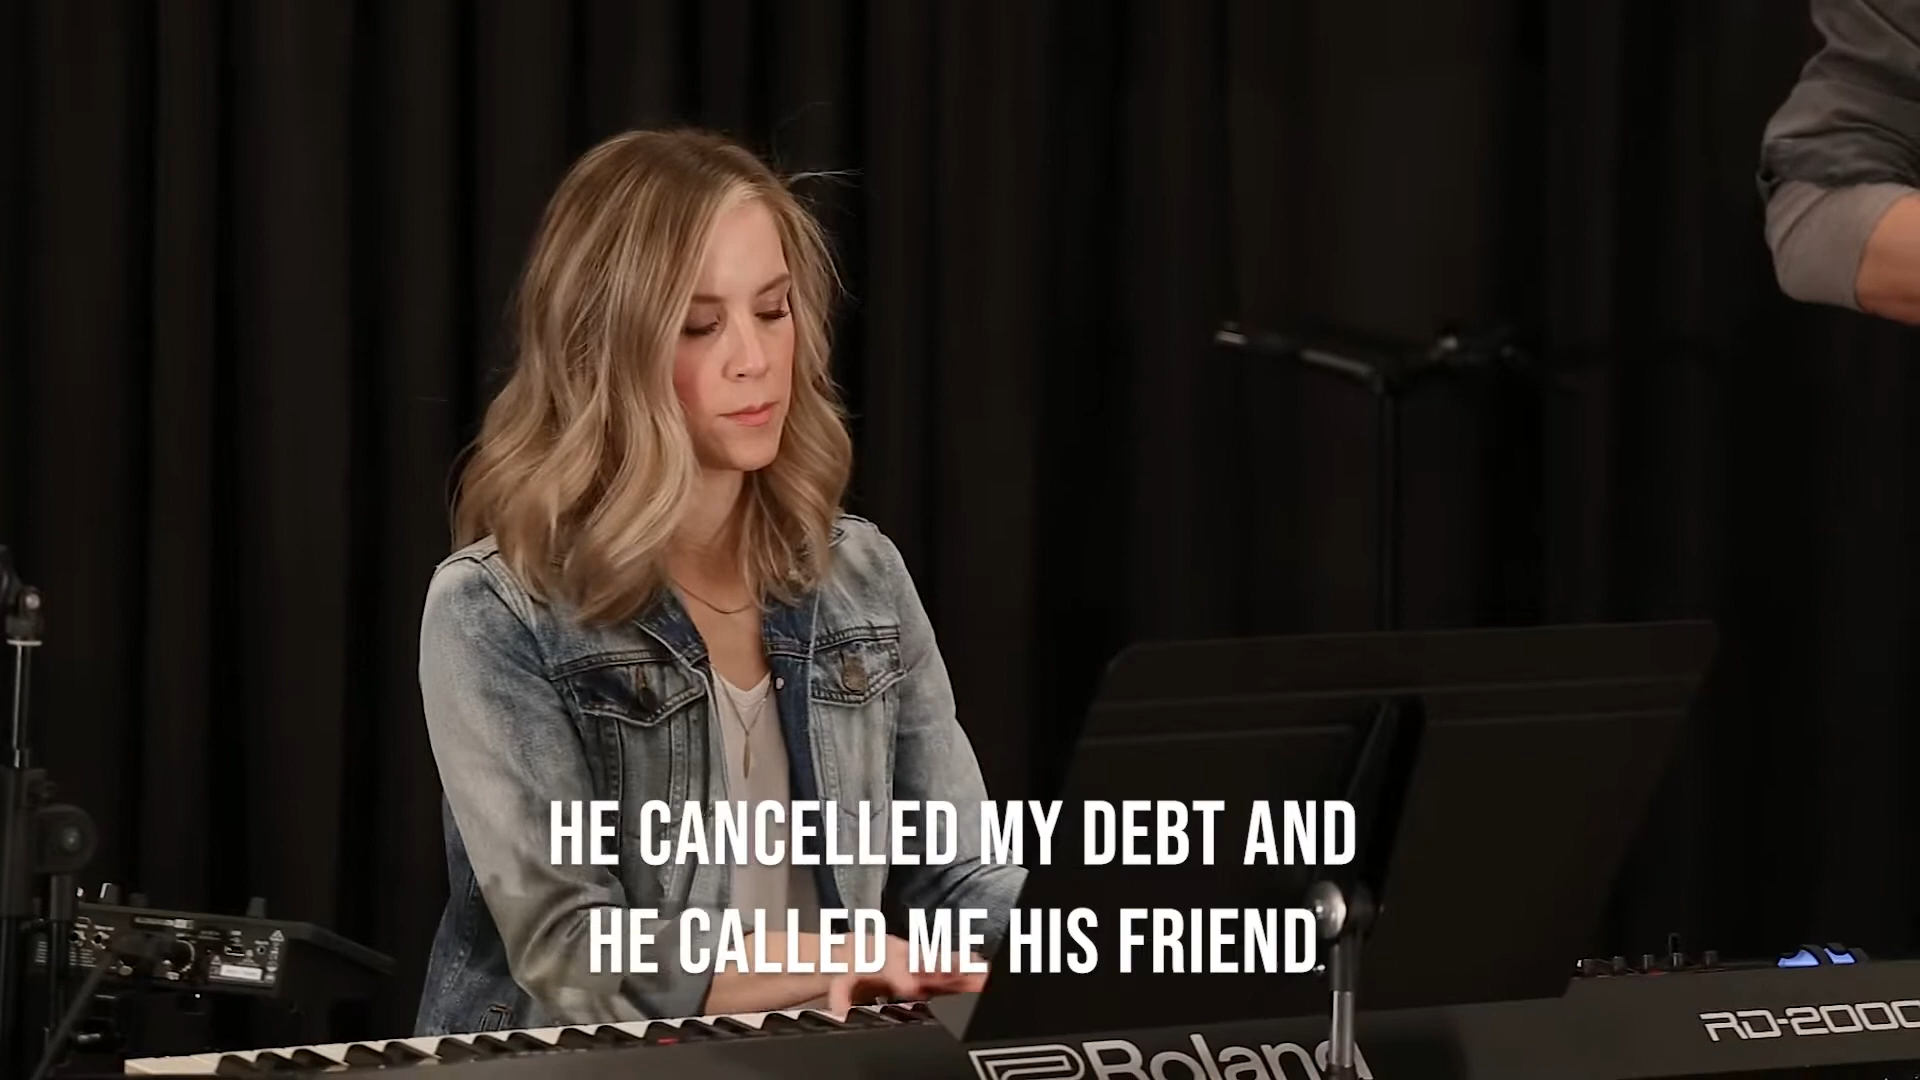 HE CANCELLED MY DEBT AND
HE CALLED ME HIS FRIEND
RD-2000
Roland